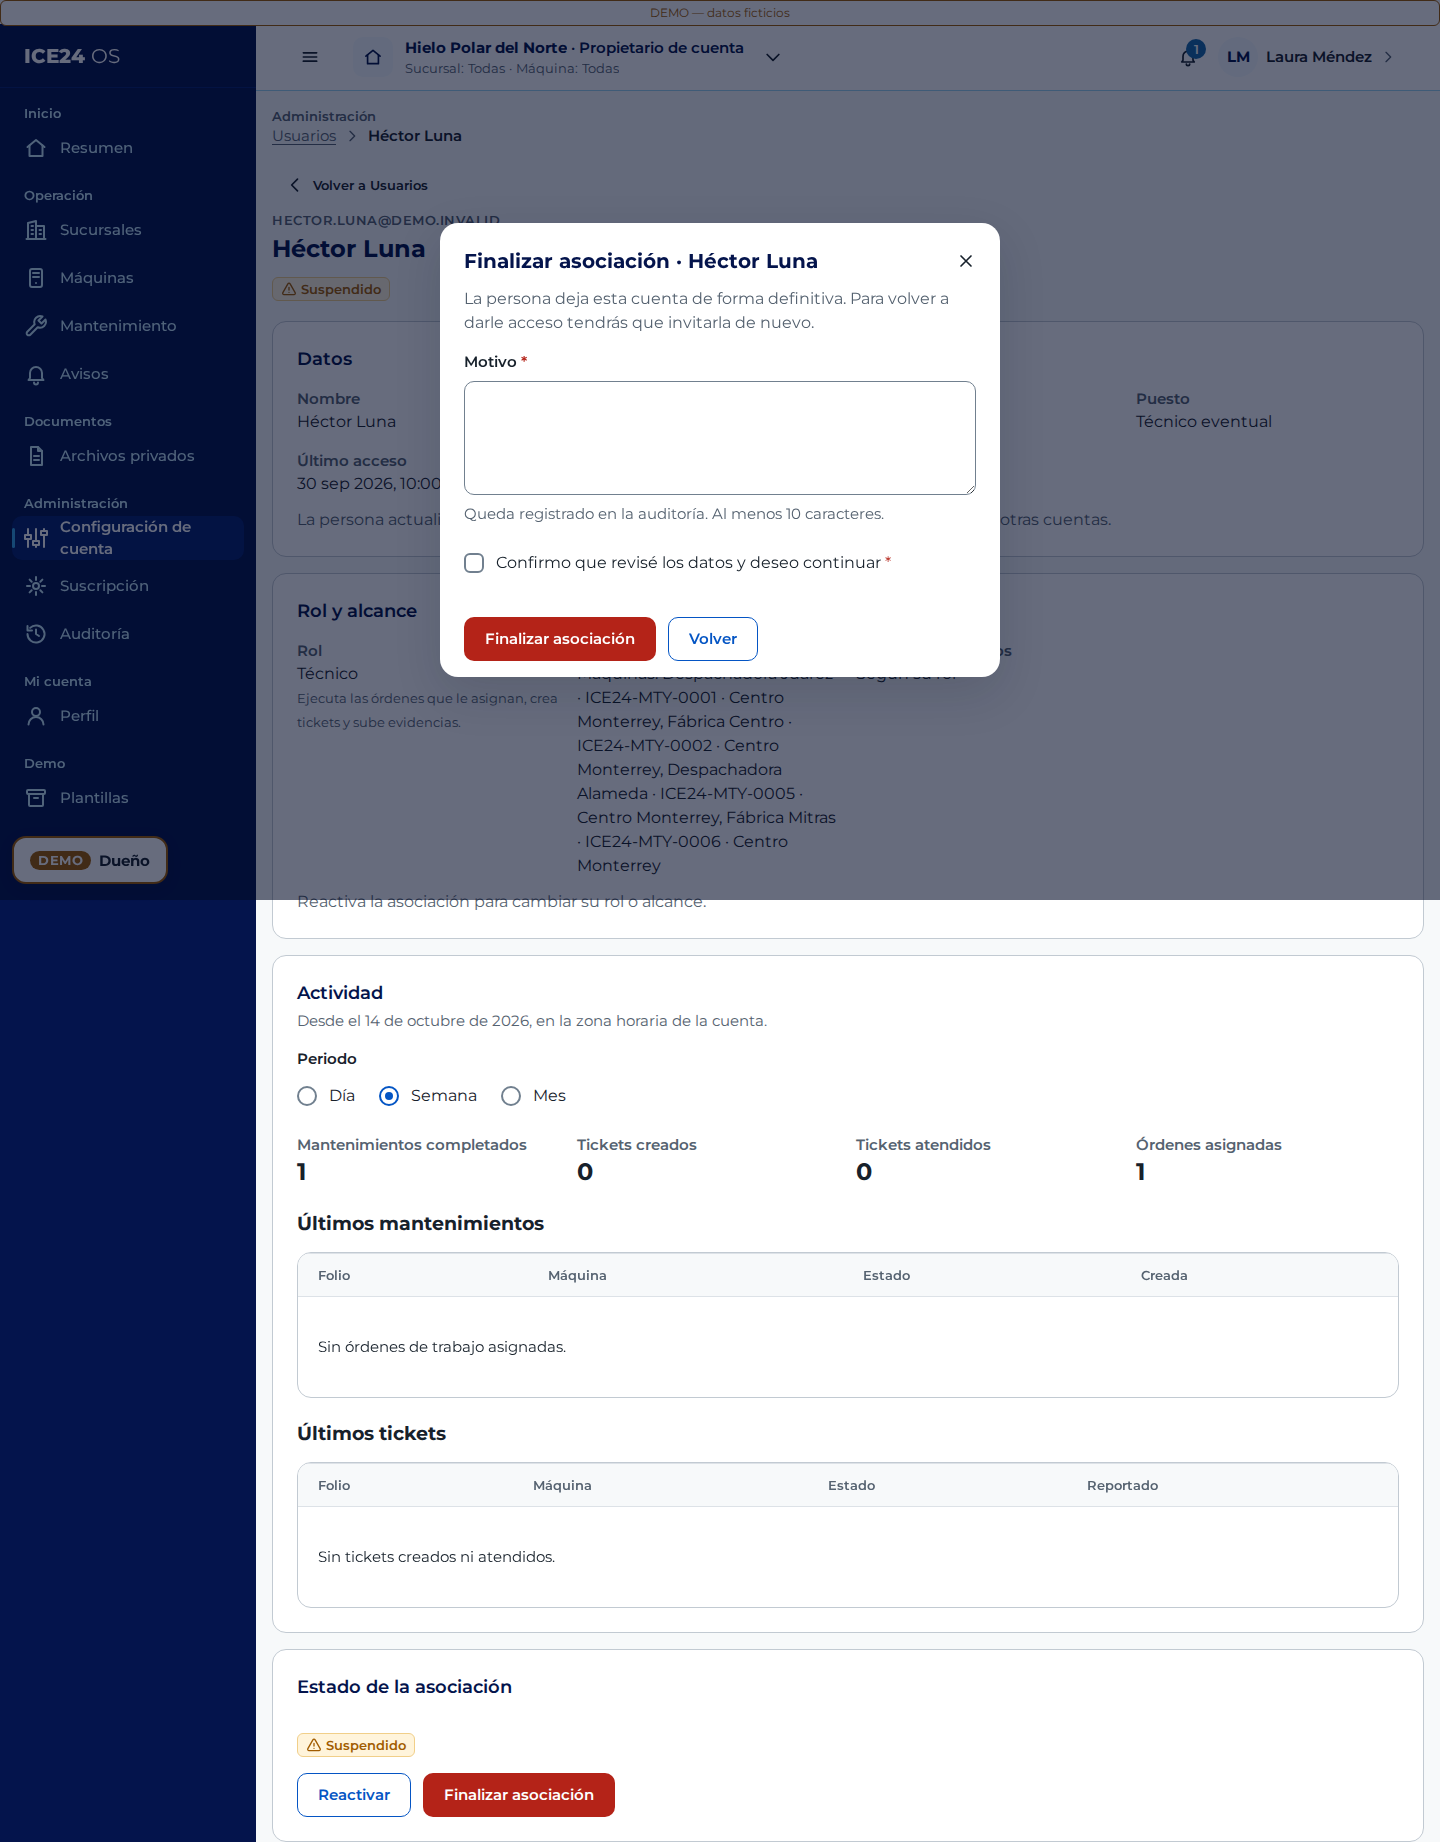 DEMO — datos ficticios
ICE24 OS
Hielo Polar del Norte · Propietario de cuenta
Sucursal: Todas · Máquina: Todas
1
LM
Laura Méndez
Inicio
Resumen
Operación
Sucursales
Máquinas
Mantenimiento
Avisos
Documentos
Archivos privados
Administración
Configuración de
cuenta
Suscripción
Auditoría
Mi cuenta
Perfil
Demo
Plantillas
DEMO Dueño
Administración
Usuarios > Héctor Luna
Volver a Usuarios
HECTOR.LUNA@DEMO.INVALID
Héctor Luna
Suspendido
Datos
Nombre
Héctor Luna
Puesto
Técnico eventual
Último acceso
30 sep 2026, 10:00
La persona actuali
otras cuentas.
Finalizar asociación · Héctor Luna
La persona deja esta cuenta de forma definitiva. Para volver a
darle acceso tendrás que invitarla de nuevo.
Motivo *
Queda registrado en la auditoría. Al menos 10 caracteres.
Confirmo que revisé los datos y deseo continuar *
Finalizar asociación
Volver
Rol y alcance
Rol
Técnico
Ejecuta las órdenes que le asignan, crea
tickets y sube evidencias.
os
· ICE24-MTY-0001 · Centro
Monterrey, Fábrica Centro ·
ICE24-MTY-0002 · Centro
Monterrey, Despachadora
Alameda · ICE24-MTY-0005 ·
Centro Monterrey, Fábrica Mitras
· ICE24-MTY-0006 · Centro
Monterrey
Reactiva la asociación para cambiar su rol o alcance.
Actividad
Desde el 14 de octubre de 2026, en la zona horaria de la cuenta.
Periodo
Día
Semana
Mes
Mantenimientos completados
1
Tickets creados
0
Tickets atendidos
0
Órdenes asignadas
1
Últimos mantenimientos
Folio Máquina Estado Creada
Sin órdenes de trabajo asignadas.
Últimos tickets
Folio Máquina Estado Reportado
Sin tickets creados ni atendidos.
Estado de la asociación
Suspendido
Reactivar
Finalizar asociación